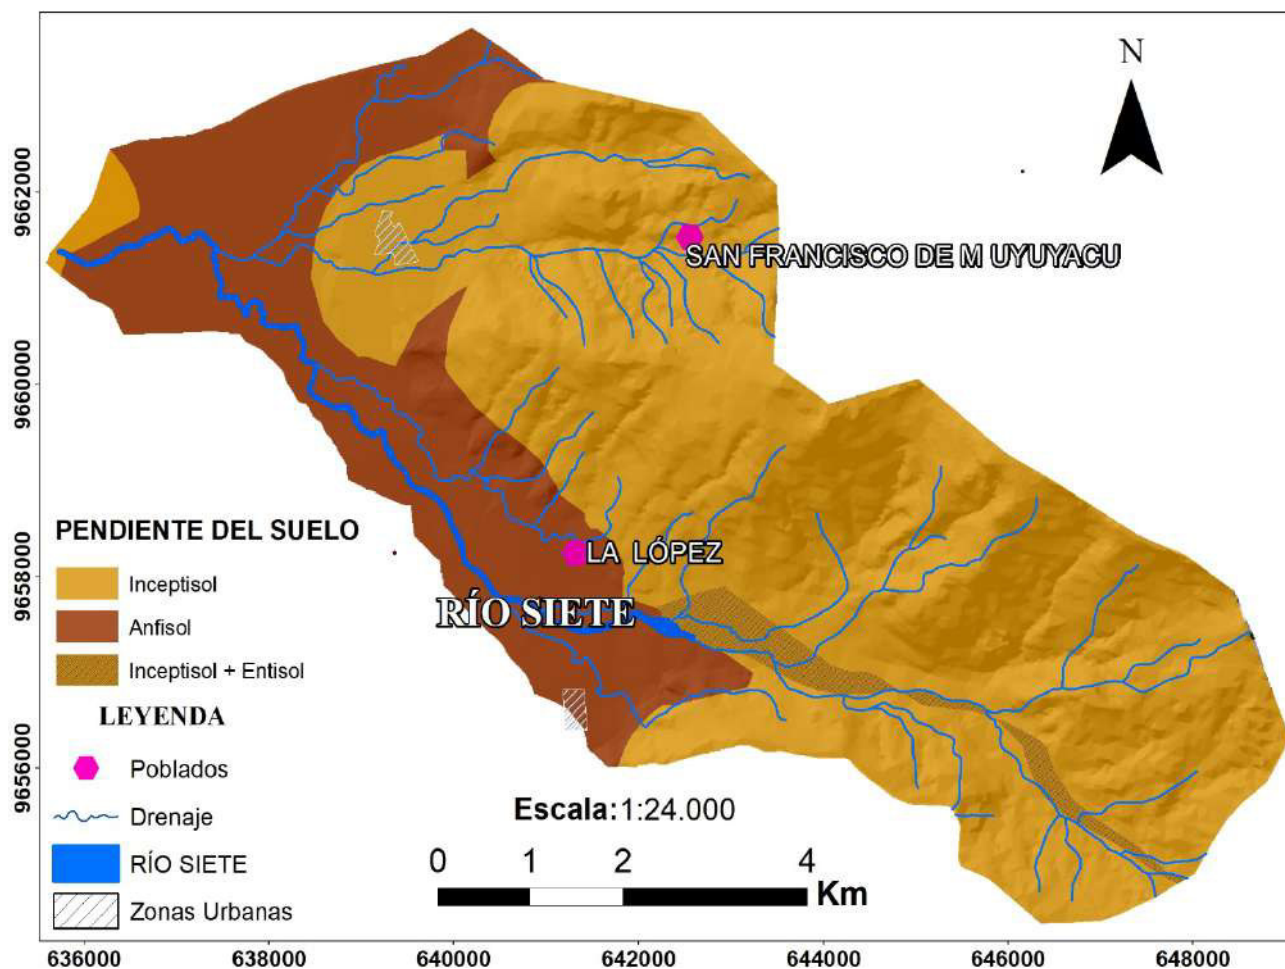 N
9662000
9660000
9658000
9656000
SAN FRANCISCO DE M UYUYACU
LA LÓPEZ
RÍO SIETE
PENDIENTE DEL SUELO
Inceptisol
Anfisol
Inceptisol + Entisol
LEYENDA
Poblados
Drenaje
RÍO SIETE
Zonas Urbanas
Escala:1:24.000
0 1 2 4
Km
636000 638000 640000 642000 644000 646000 648000